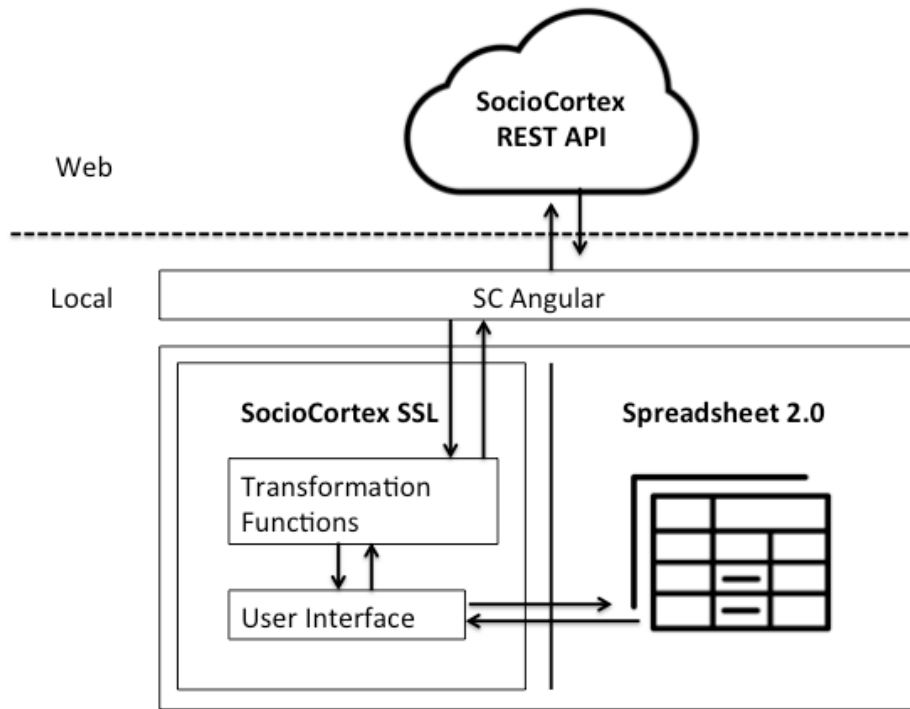 SocioCortex
REST API
Web
Local
SC Angular
SocioCortex SSL
Spreadsheet 2.0
Transformation
Functions
User Interface